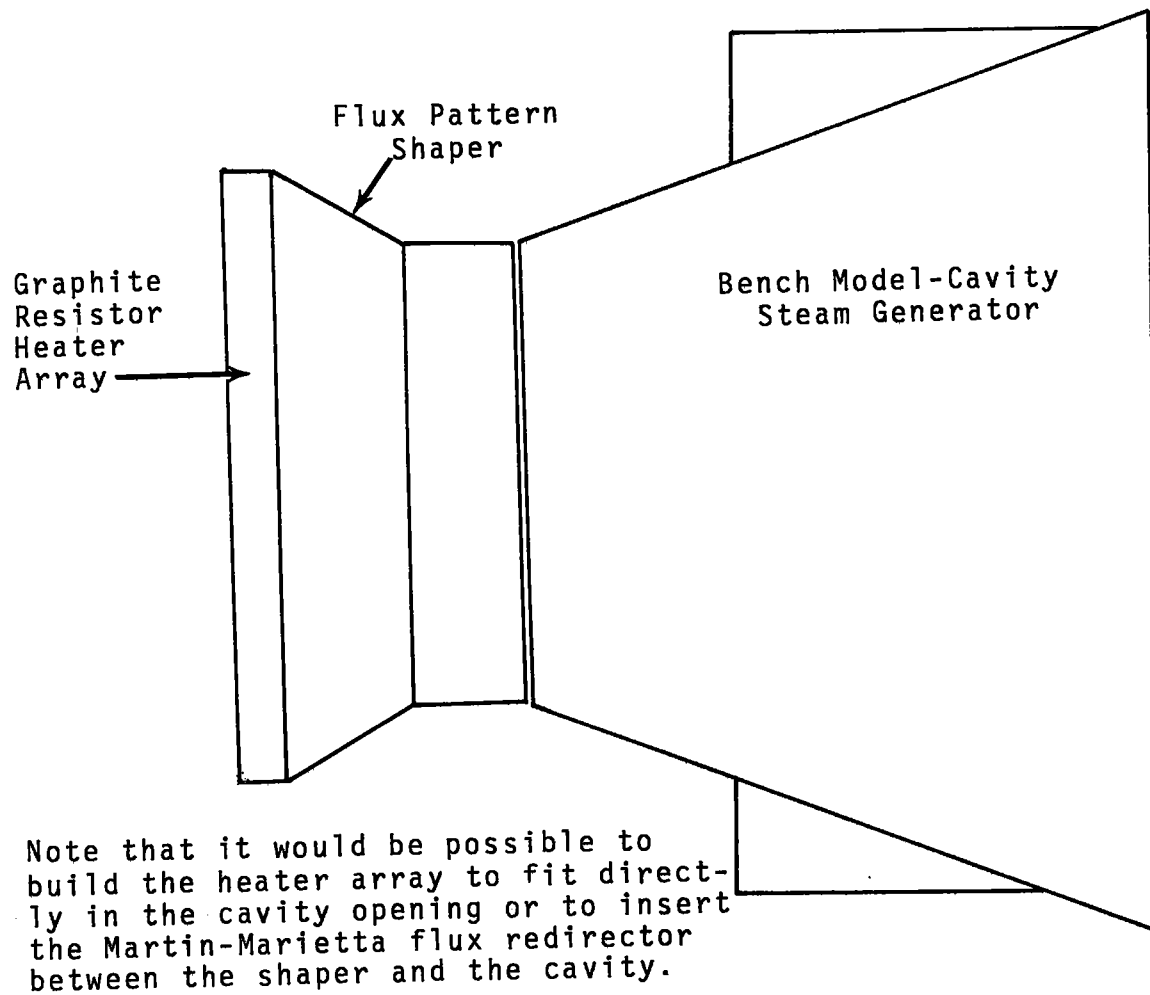 Flux Pattern
Shaper
Graphite
Resistor
Heater
Array
Bench Model-Cavity
Steam Generator
Note that it would be possible to
build the heater array to fit direct-
ly in the cavity opening or to insert
the Martin-Marietta flux redirector
between the shaper and the cavity.